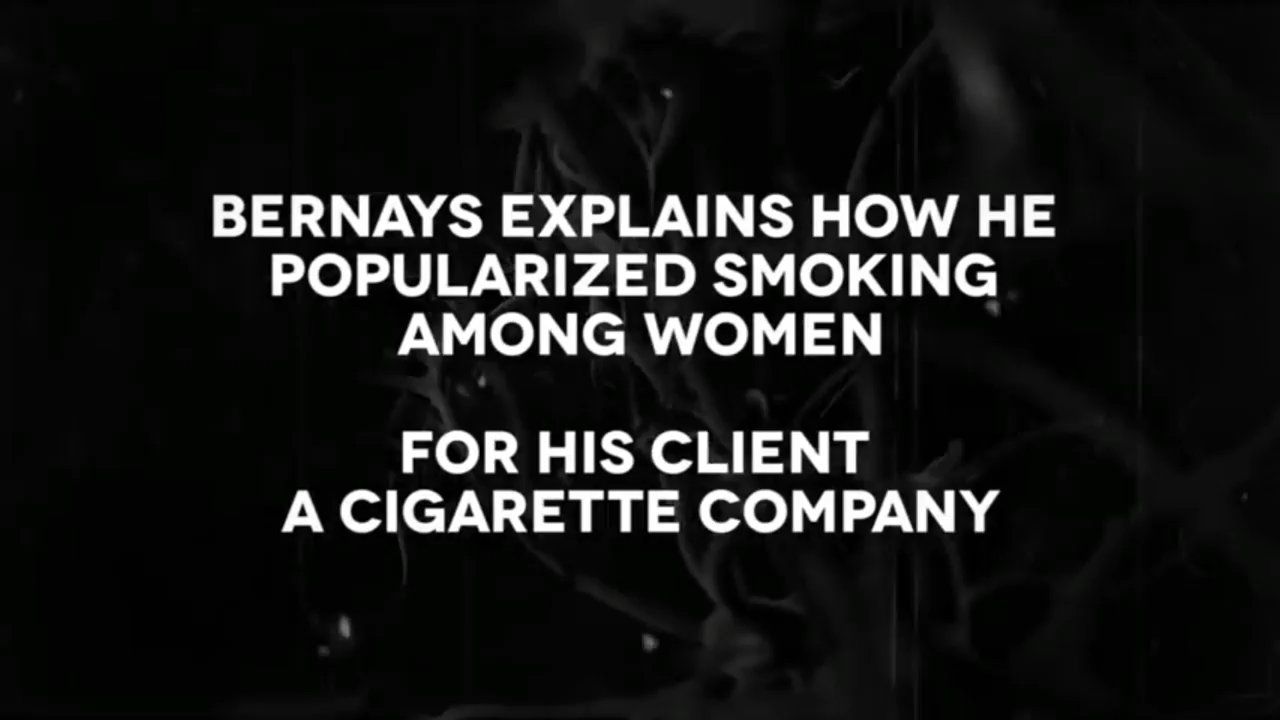 BERNAYS EXPLAINS HOW HE
POPULARIZED SMOKING
AMONG WOMEN
FOR HIS CLIENT
A CIGARETTE COMPANY